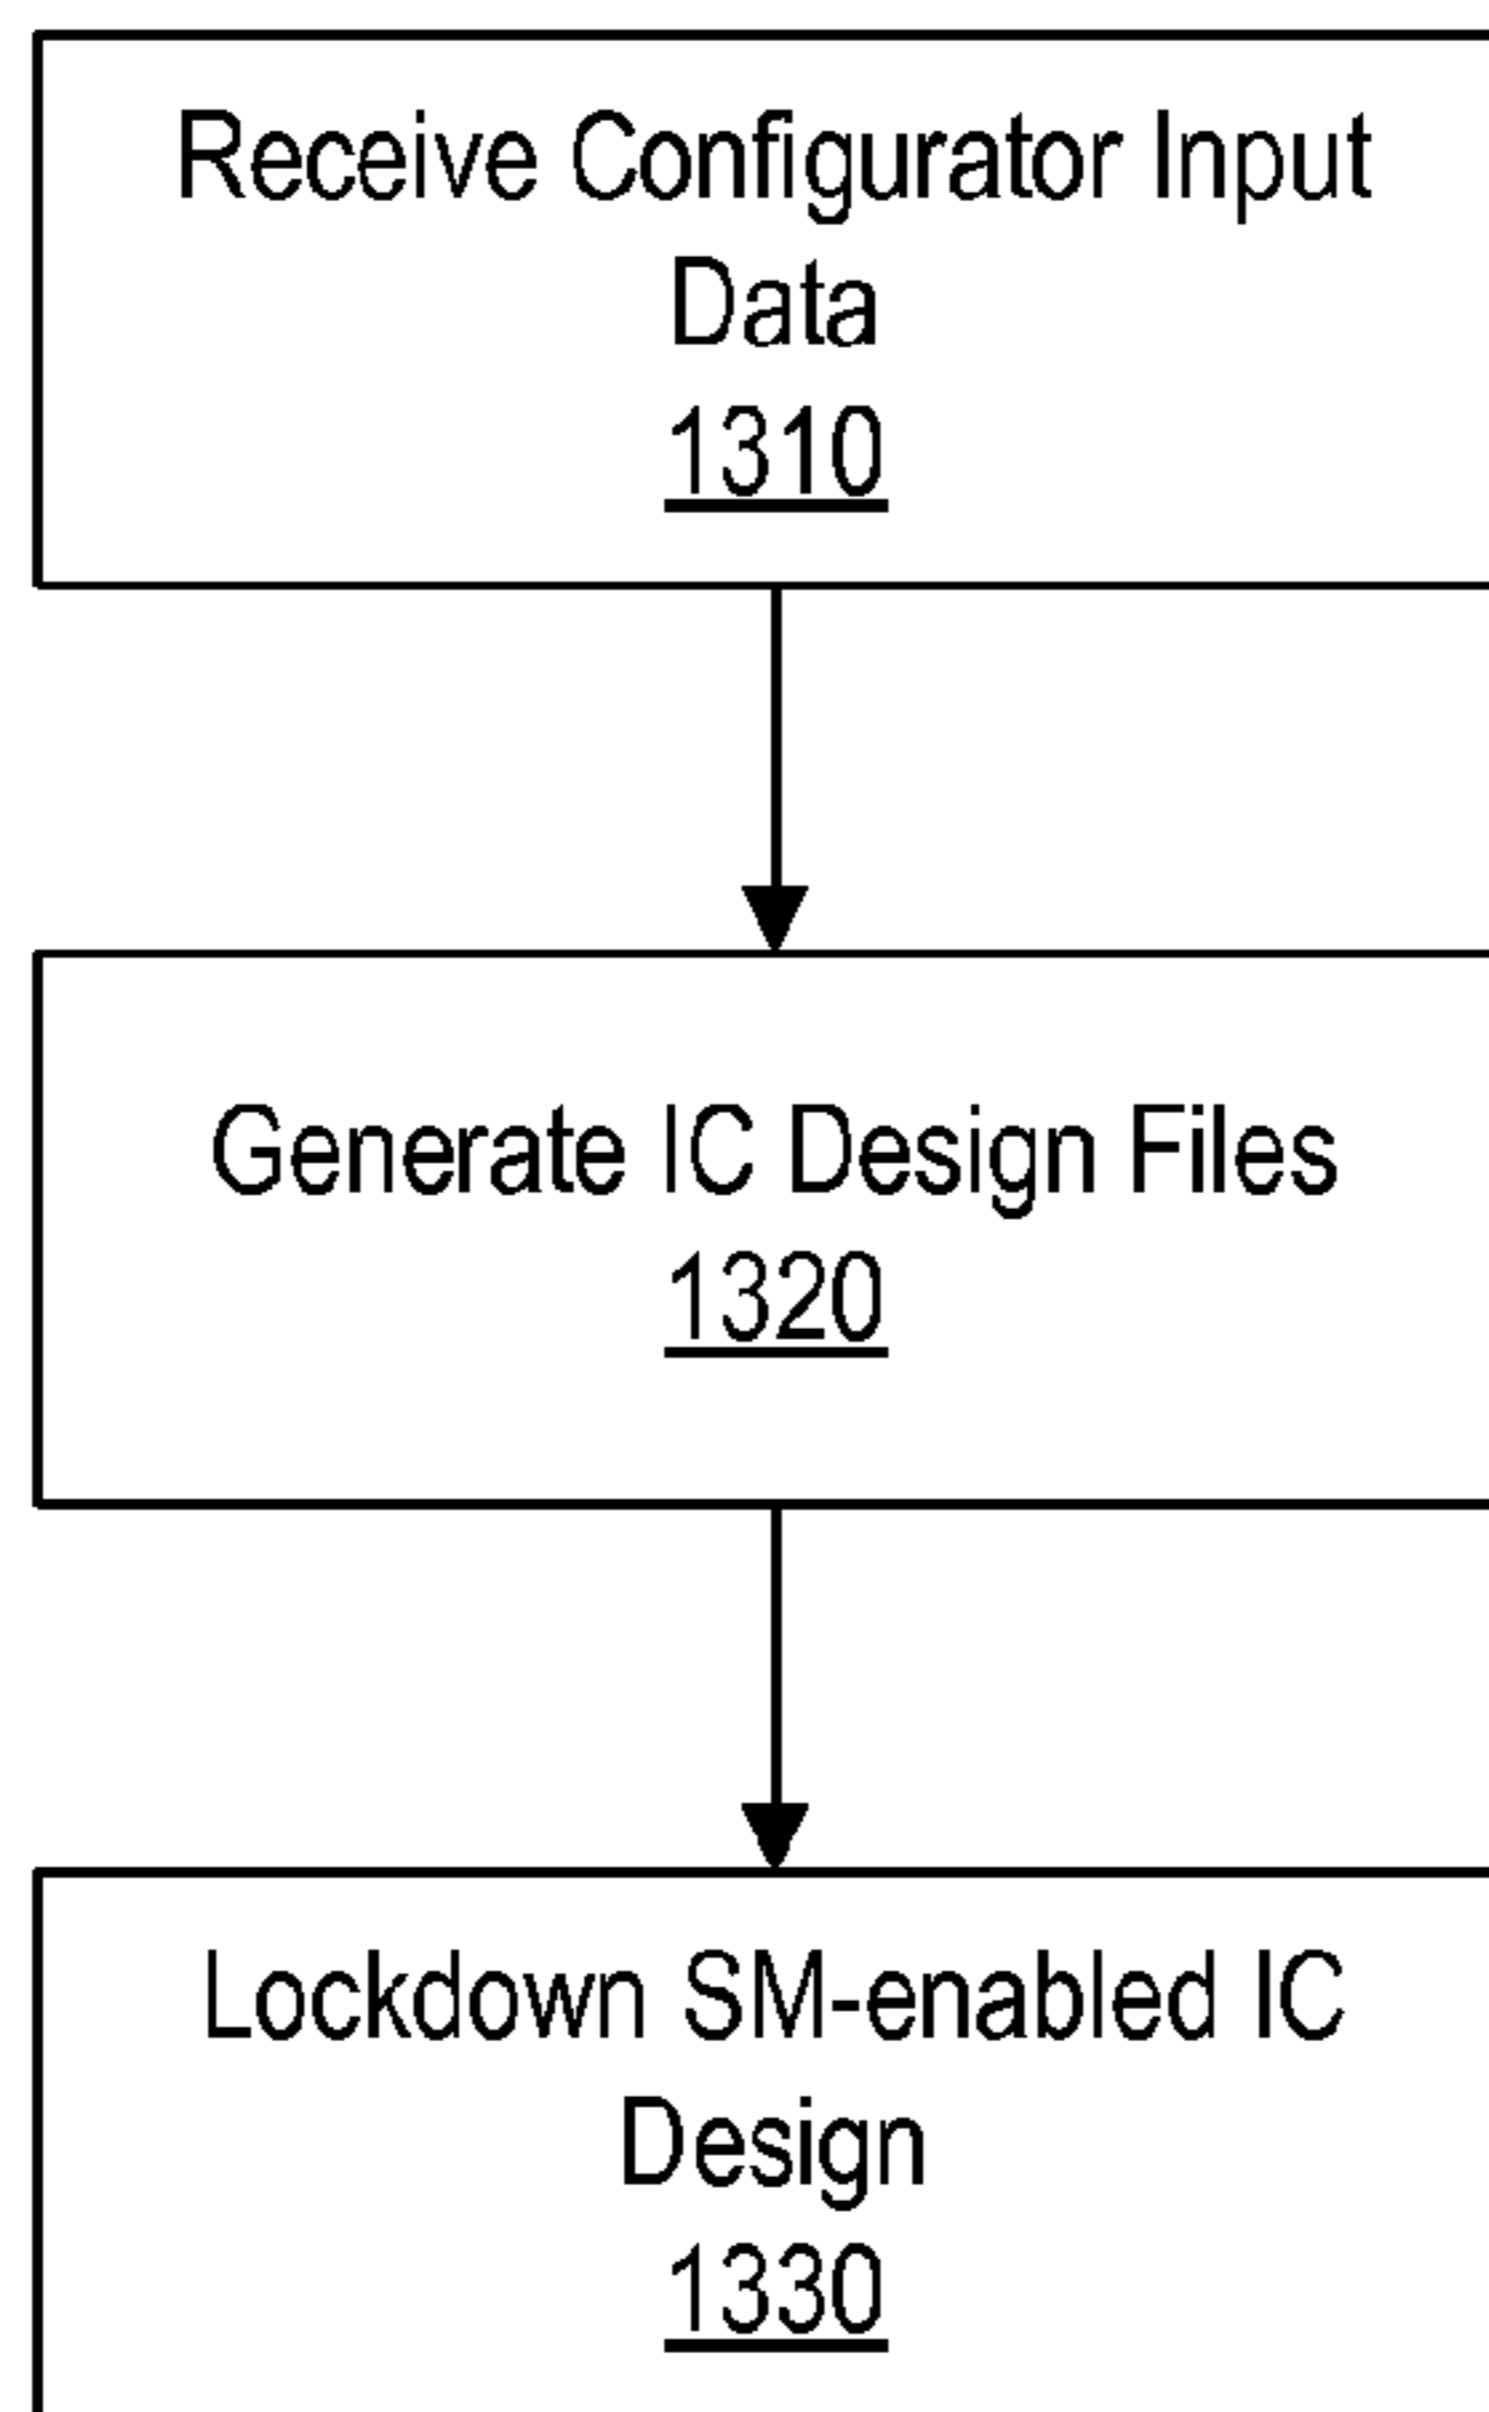 Receive Configurator Input
Data
1310
Generate IC Design Files
1320
Lockdown SM-enabled IC
Design
1330